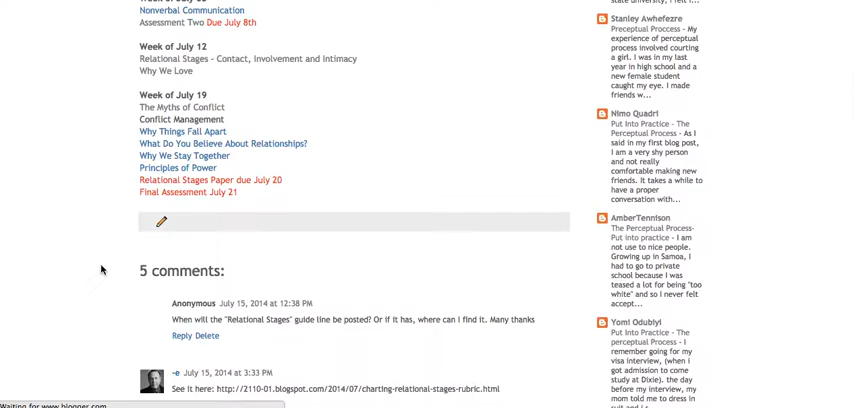 Nonverbal Communication
Assessment Two Due July 8th
Week of July 12
Relational Stages - Contact, Involvement and Intimacy
Why We Love
Week of July 19
The Myths of Conflict
Conflict Management
Why Things Fall Apart
What Do You Believe About Relationships?
Why We Stay Together
Principles of Power
Relational Stages Paper due July 20
Final Assessment July 21
5 comments:
Anonymous July 15, 2014 at 12:38 PM
When will the "Relational Stages" guide line be posted? Or if it has, where can I find it. Many thanks
Reply Delete
-e July 15, 2014 at 3:33 PM
See it here: http://2110-01.blogspot.com/2014/07/charting-relational-stages-rubric.html
Waiting for www.blogger.com
Stanley Awhefezre
Preceptual Proccess - My
experience of perceptual
process involved courting
a girl. I was in my last
year in high school and a
new female student
caught my eye. I made
friends w...
Nimo Quadri
Put Into Practice - The
Perceptual Process - As I
said in my first blog post,
I am a very shy person
and not really
comfortable making new
friends. It takes a while to
have a proper
conversation with...
AmberTennison
The Perceptual Process-
Put into practice - I am
not use to nice people.
Growing up in Samoa, I
had to go to private
school because I was
teased a lot for being "too
white" and so I never felt
accept...
Yomi Odubiyi
Put Into Practice - The
perceptual process - I
remember going for my
visa interview, (when i
got admission to come
study at Dixie). the day
before my interview, my
mom told me to dress in